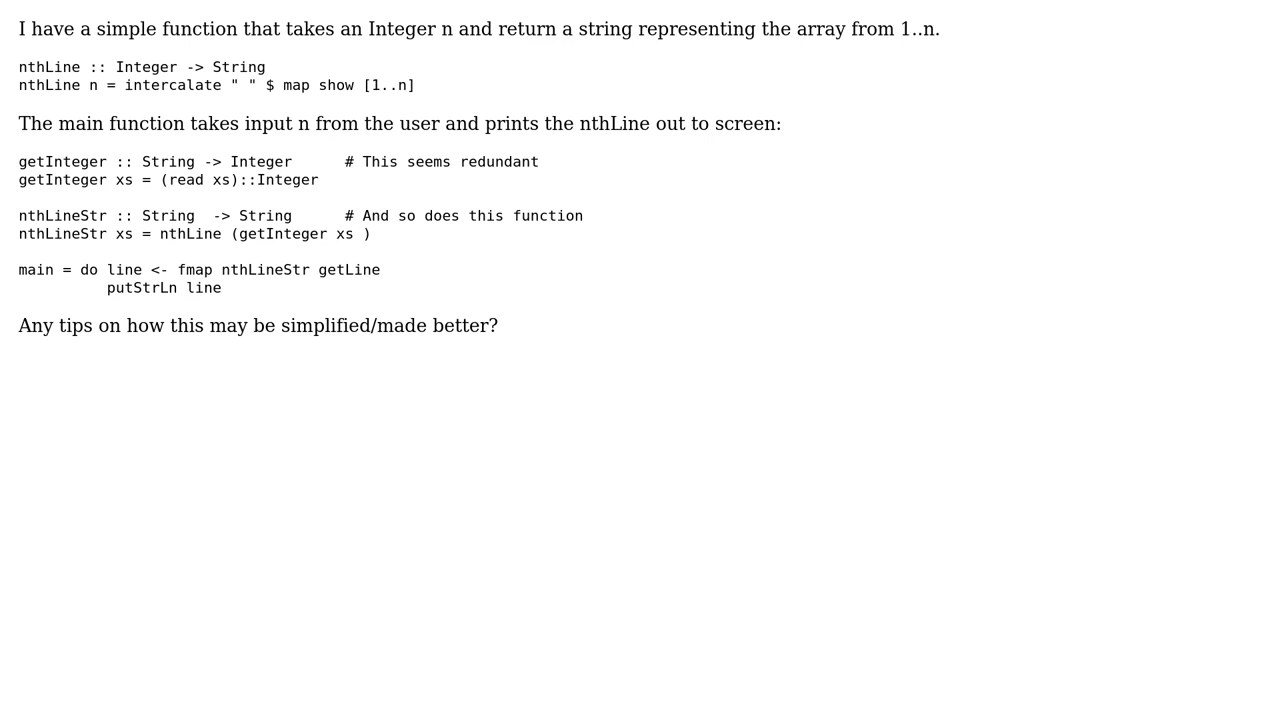 I have a simple function that takes an Integer n and return a string representing the array from 1..n.
nthLine :: Integer -> String
nthLine n = intercalate " " $ map show [1..n]
The main function takes input n from the user and prints the nthLine out to screen:
getInteger :: String -> Integer      # This seems redundant
getInteger xs = (read xs)::Integer
nthLineStr :: String  -> String      # And so does this function
nthLineStr xs = nthLine (getInteger xs )
main = do line <- fmap nthLineStr getLine
          putStrLn line
Any tips on how this may be simplified/made better?